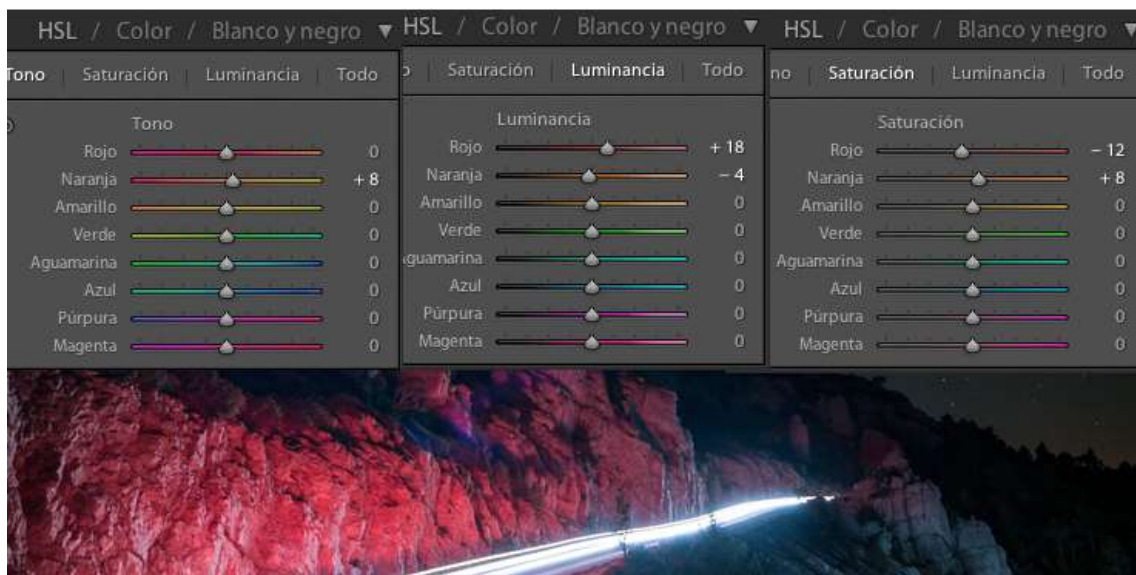 HSL / Color / Blanco y negro
Tono Saturación Luminancia Todo
Tono
Rojo 0
Naranja + 8
Amarillo 0
Verde 0
Aguamarina 0
Azul 0
Púrpura 0
Magenta 0
HSL / Color / Blanco y negro
o Saturación Luminancia Todo
Luminancia
Rojo + 18
Naranja - 4
Amarillo 0
Verde 0
guamarina 0
Azul 0
Púrpura 0
Magenta 0
HSL / Color / Blanco y negro
no Saturación Luminancia Todo
Saturación
Rojo - 12
Naranja + 8
Amarillo 0
Verde 0
Aguamarina 0
Azul 0
Púrpura 0
Magenta 0